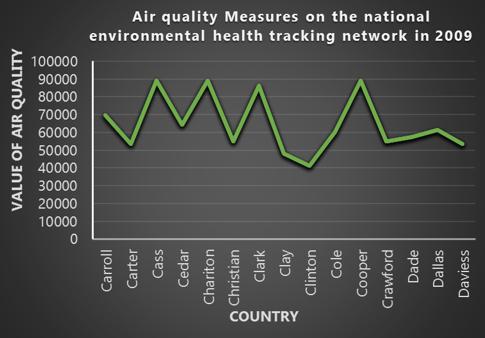 Air quality Measures on the national
environmental health tracking network in 2009
VALUE OF AIR QUALITY
100000
90000
80000
70000
60000
50000
40000
30000
20000
10000
0
Carroll
Carter
Cass
Cedar
Chariton
Christian
Clark
Clay
Clinton
Cole
Cooper
Crawford
Dade
Dallas
Daviess
COUNTRY